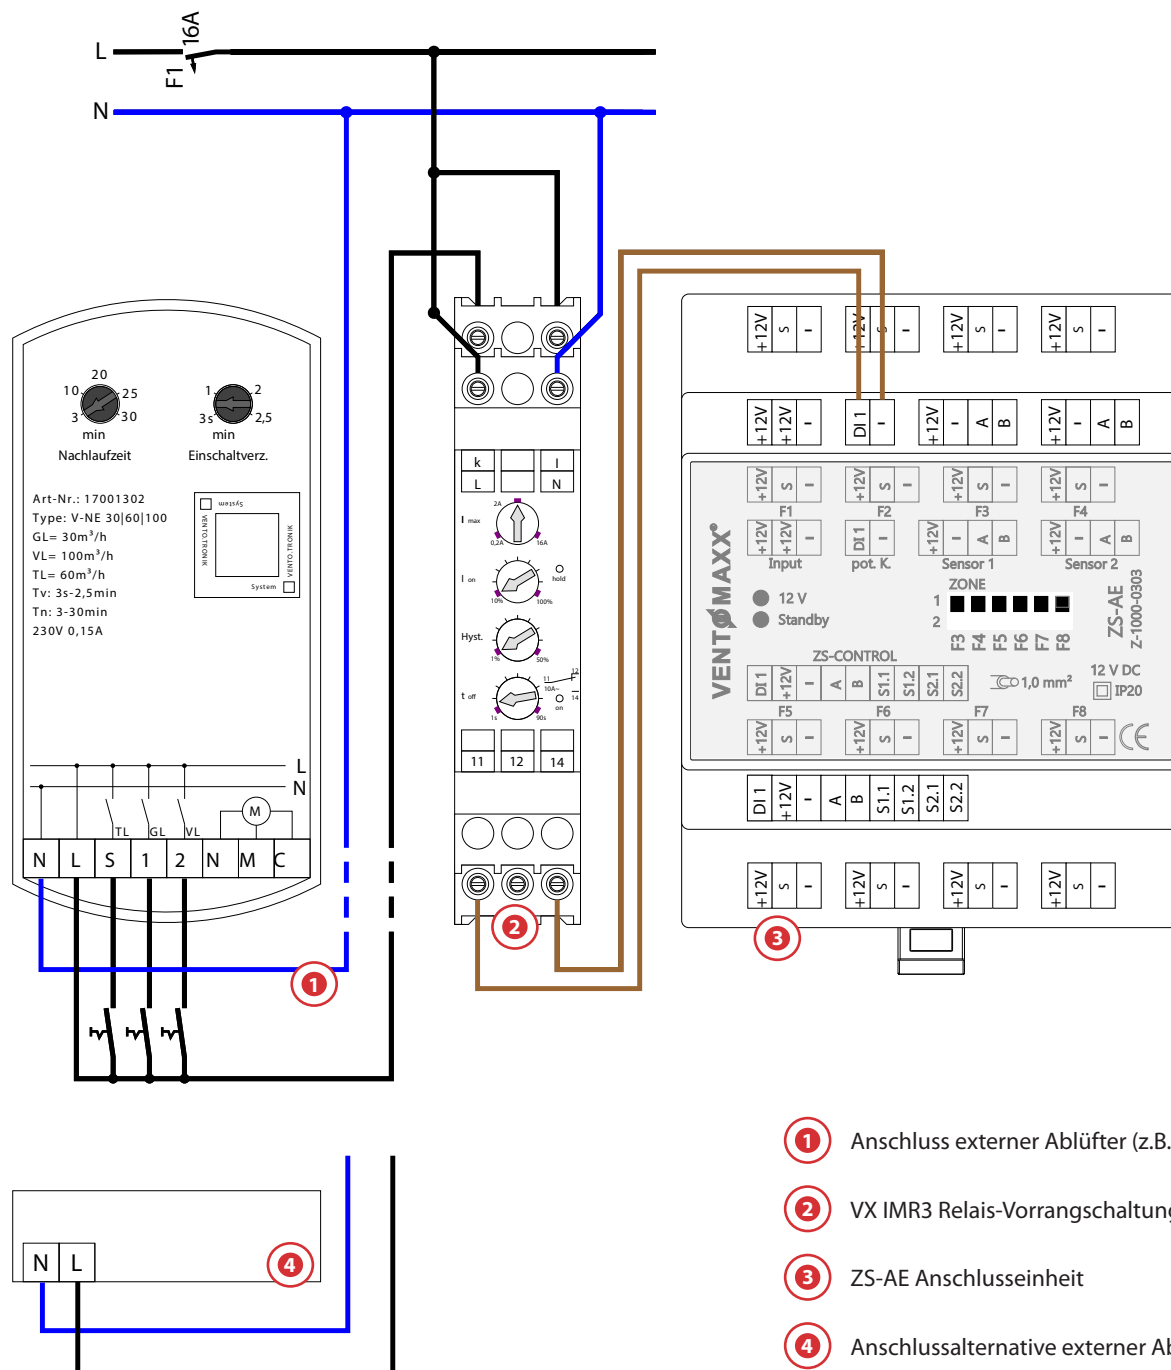 L
F1 16A
N
20
10
25
3
30
min
Nachlaufzeit
1
2
3s
2,5
min
Einschaltverz.
Art-Nr.: 17001302
Type: V-NE 30|60|100
GL= 30m³/h
VL= 100m³/h
TL= 60m³/h
Tv: 3s-2,5min
Tn: 3-30min
230V 0,15A
System
VENTO.TRONIK
VENTO.TRONIK
System
L
N
M
TL
GL
VL
N L S 1 2 N M C
1
k l
L N
2A
I max
0,2A 16A
I on
hold
10% 100%
Hyst.
1% 50%
12
11
10A~
14
t off
on
1s 90s
11 12 14
2
+12V S -
+12V S -
+12V S -
+12V S -
+12V +12V -
DI 1 -
+12V - A B
+12V - A B
+12V S -
+12V S -
+12V S -
+12V S -
F1 F2 F3 F4
+12V +12V -
DI 1 -
+12V - A B
+12V - A B
Input pot. K. Sensor 1 Sensor 2
VENTOMAXX®
12 V
Standby
ZONE
1
2
F3 F4 F5 F6 F7 F8
ZS-AE
Z-1000-0303
ZS-CONTROL
DI 1 +12V - A B S1.1 S1.2 S2.1 S2.2
1,0 mm²
12 V DC
IP20
F5 F6 F7 F8
+12V S -
+12V S -
+12V S -
+12V S -
CE
DI 1 +12V - A B S1.1 S1.2 S2.1 S2.2
+12V S -
+12V S -
+12V S -
+12V S -
3
N L
4
1 Anschluss externer Ablüfter (z.B.
2 VX IMR3 Relais-Vorrangschaltung
3 ZS-AE Anschlusseinheit
4 Anschlussalternative externer Ab